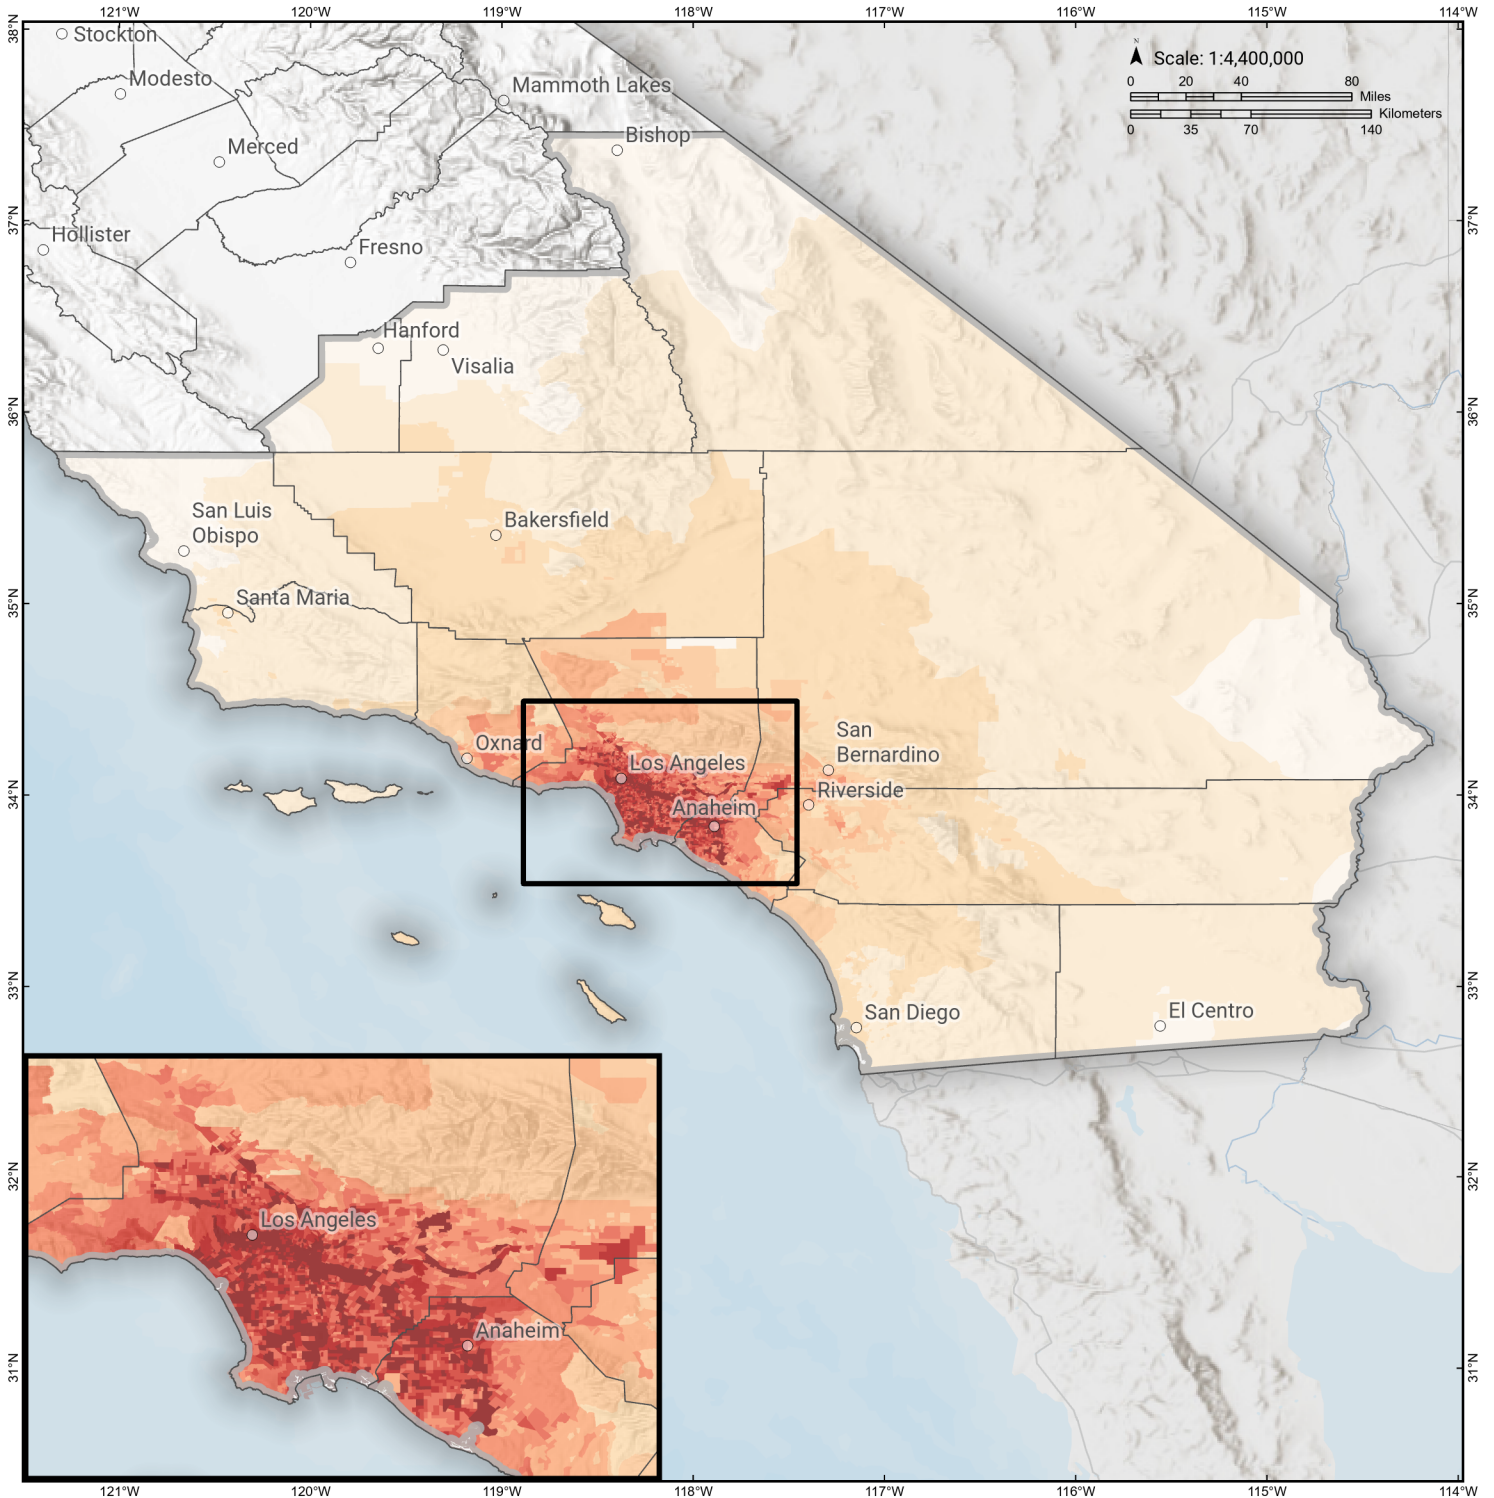 121°W
120°W
119°W
118°W
117°W
116°W
115°W
114°W
38°N
Stockton
N
Scale: 1:4,400,000
Modesto
Mammoth Lakes
0 20 40 80
Miles
Kilometers
0 35 70 140
Bishop
Merced
37°N
37°N
Hollister
Fresno
Hanford
Visalia
36°N
36°N
San Luis
Obispo
Bakersfield
35°N
35°N
Santa Maria
Oxnard
San
Bernardino
Los Angeles
34°N
34°N
Riverside
Anaheim
33°N
33°N
San Diego
El Centro
32°N
32°N
Los Angeles
Anaheim
31°N
31°N
121°W
120°W
119°W
118°W
117°W
116°W
115°W
114°W